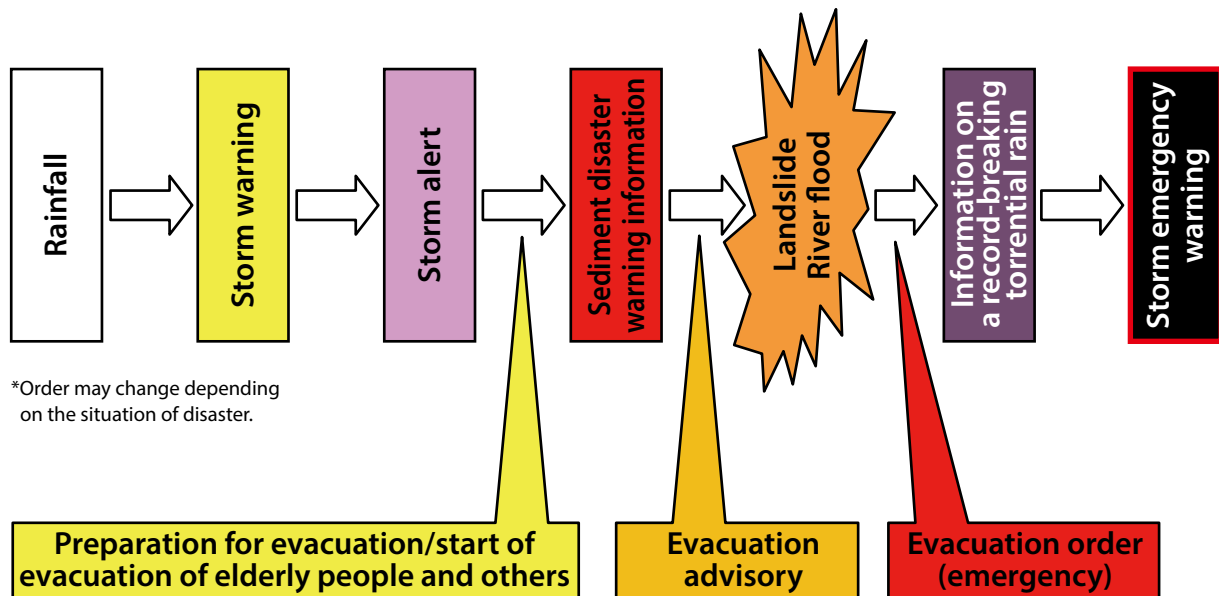 Rainfall
Storm warning
Storm alert
Sediment disaster
warning information
Landslide
River flood
Information on
a record-breaking
torrential rain
Storm emergency
warning
*Order may change depending
on the situation of disaster.
Preparation for evacuation/start of
evacuation of elderly people and others
Evacuation
advisory
Evacuation order
(emergency)